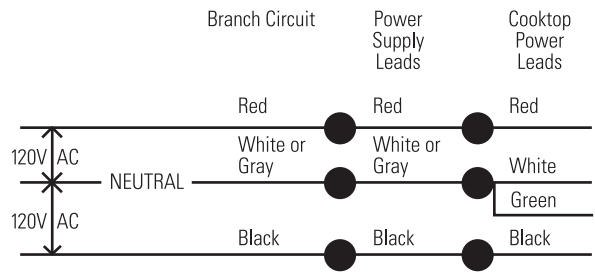 Branch Circuit
Power
Supply
Leads
Cooktop
Power
Leads
Red
Red
Red
120V AC
White or
Gray
White or
Gray
White
NEUTRAL
Green
120V AC
Black
Black
Black